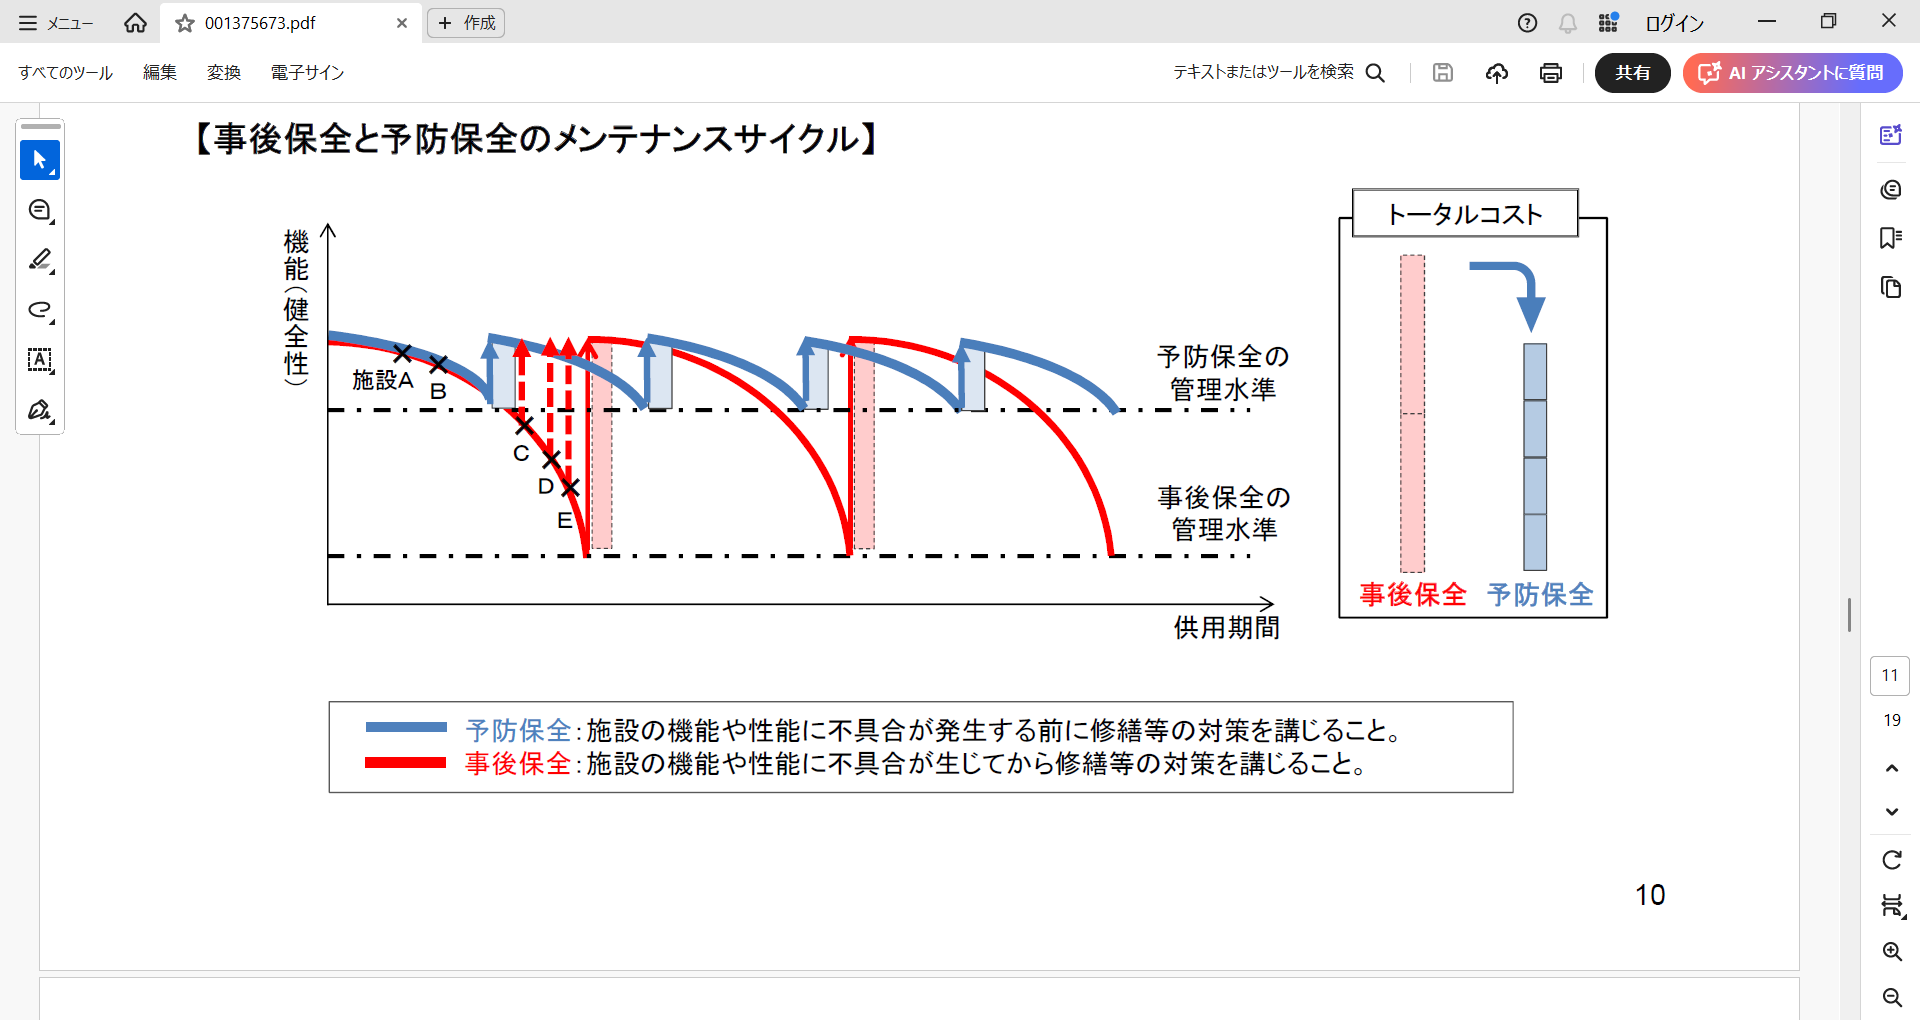 メニュー
001375673.pdf
作成
ログイン
すべてのツール
編集
変換
電子サイン
テキストまたはツールを検索
共有
AI アシスタントに質問
【事後保全と予防保全のメンテナンスサイクル】
機能(健全性)
施設A
B
C
D
E
予防保全の
管理水準
事後保全の
管理水準
供用期間
トータルコスト
事後保全
予防保全
予防保全:施設の機能や性能に不具合が発生する前に修繕等の対策を講じること。
事後保全:施設の機能や性能に不具合が生じてから修繕等の対策を講じること。
10
11
19